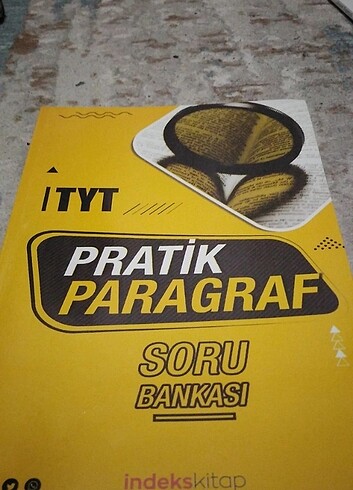 TYT
PRATİK
PARAGRAF
SORU
BANKASI
indekskitap